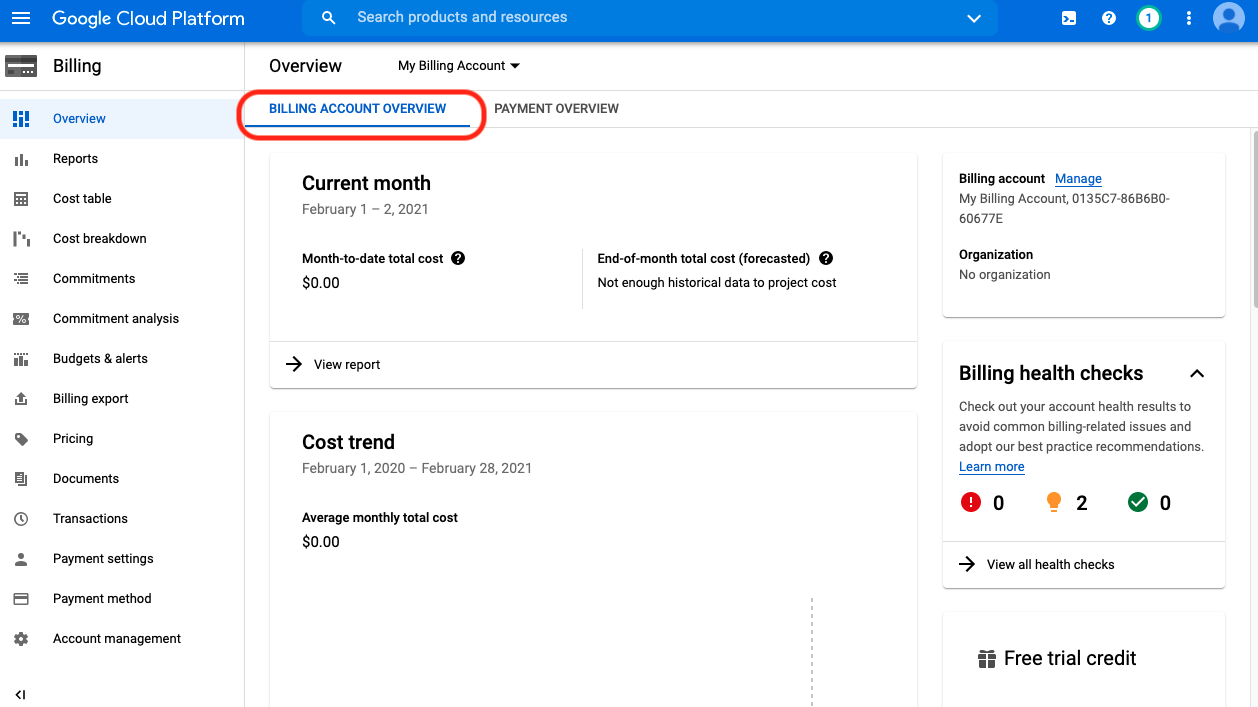 Google Cloud Platform
Search products and resources
1
Billing
Overview
My Billing Account
Overview
Reports
Cost table
Cost breakdown
Commitments
Commitment analysis
Budgets & alerts
Billing export
Pricing
Documents
Transactions
Payment settings
Payment method
Account management
BILLING ACCOUNT OVERVIEW
PAYMENT OVERVIEW
Current month
February 1 – 2, 2021
Month-to-date total cost
$0.00
End-of-month total cost (forecasted)
Not enough historical data to project cost
View report
Cost trend
February 1, 2020 – February 28, 2021
Average monthly total cost
$0.00
Billing account Manage
My Billing Account, 0135C7-86B6B0-
60677E
Organization
No organization
Billing health checks
Check out your account health results to
avoid common billing-related issues and
adopt our best practice recommendations.
Learn more
0 2 0
View all health checks
Free trial credit